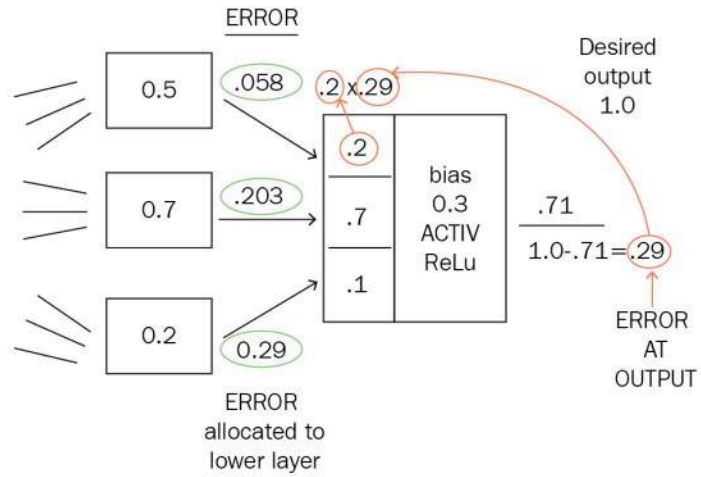 ERROR
0.5
.058
.2 x.29
Desired
output
1.0
.2
0.7
.203
.7
bias
0.3
ACTIV
ReLu
.71
1.0-.71=.29
.1
0.2
0.29
ERROR
AT
OUTPUT
ERROR
allocated to
lower layer